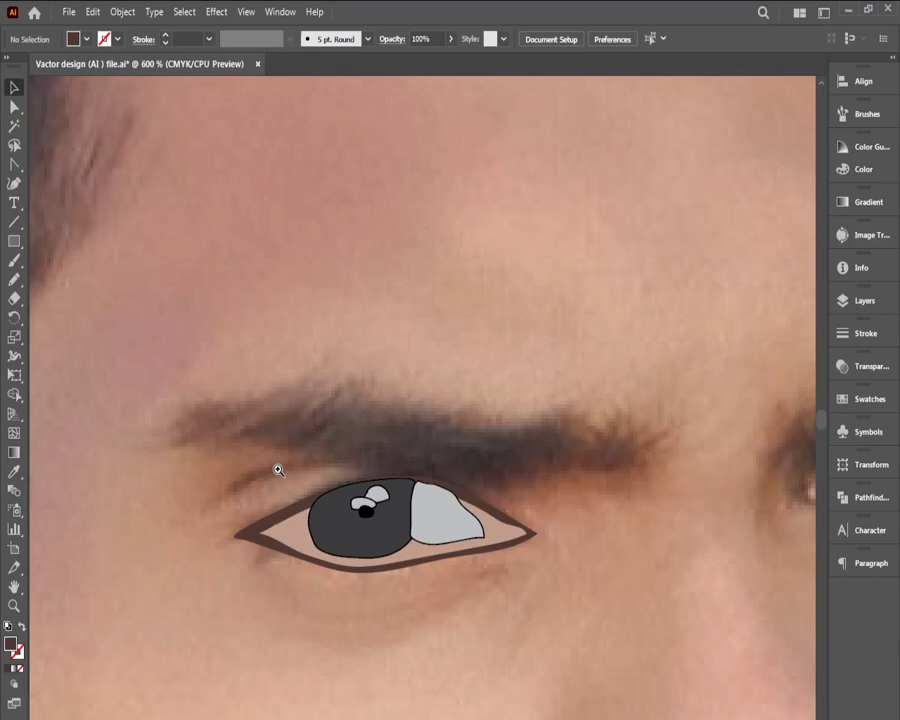 Ai File Edit Object Type Select Effect View Window Help
No Selection Stroke: 5 pt. Round Opacity: 100% Style: Document Setup Preferences
Vactor design (AI ) file.ai* @ 600 % (CMYK/CPU Preview) ×
Align
Brushes
Color Gu...
Color
Gradient
Image Tr...
Info
Layers
Stroke
Transpar...
Swatches
Symbols
Transform
Pathfind...
Character
Paragraph